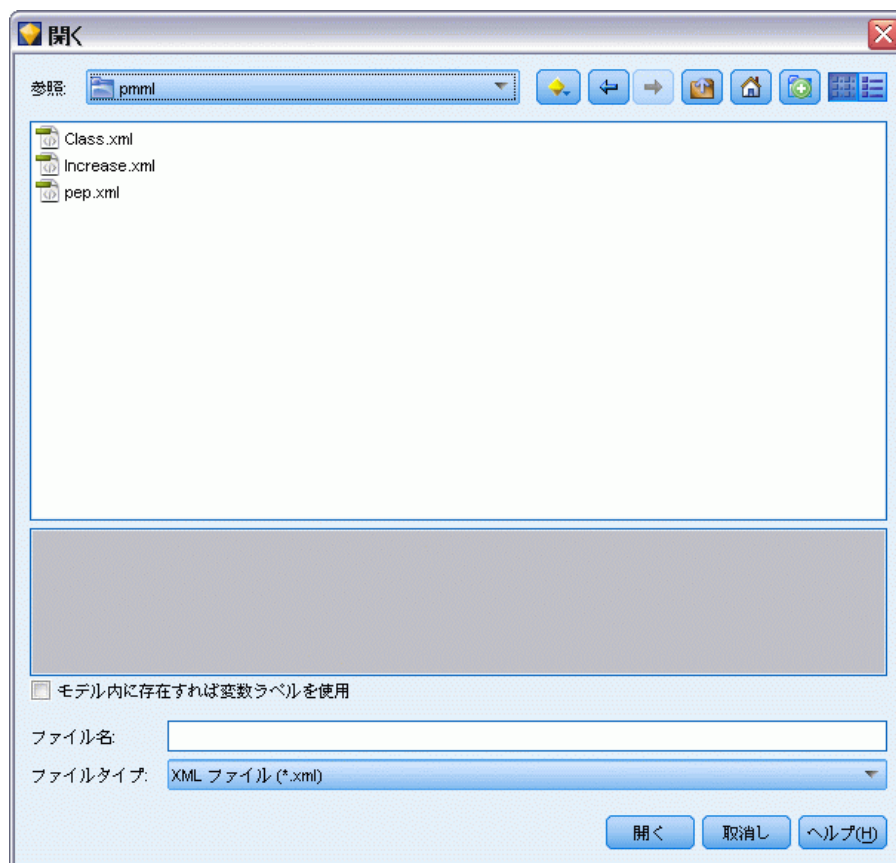 開く
参照: pmml
Class.xml
Increase.xml
pep.xml
モデル内に存在すれば変数ラベルを使用
ファイル名:
ファイルタイプ: XML ファイル (*.xml)
開く 取消し ヘルプ(H)